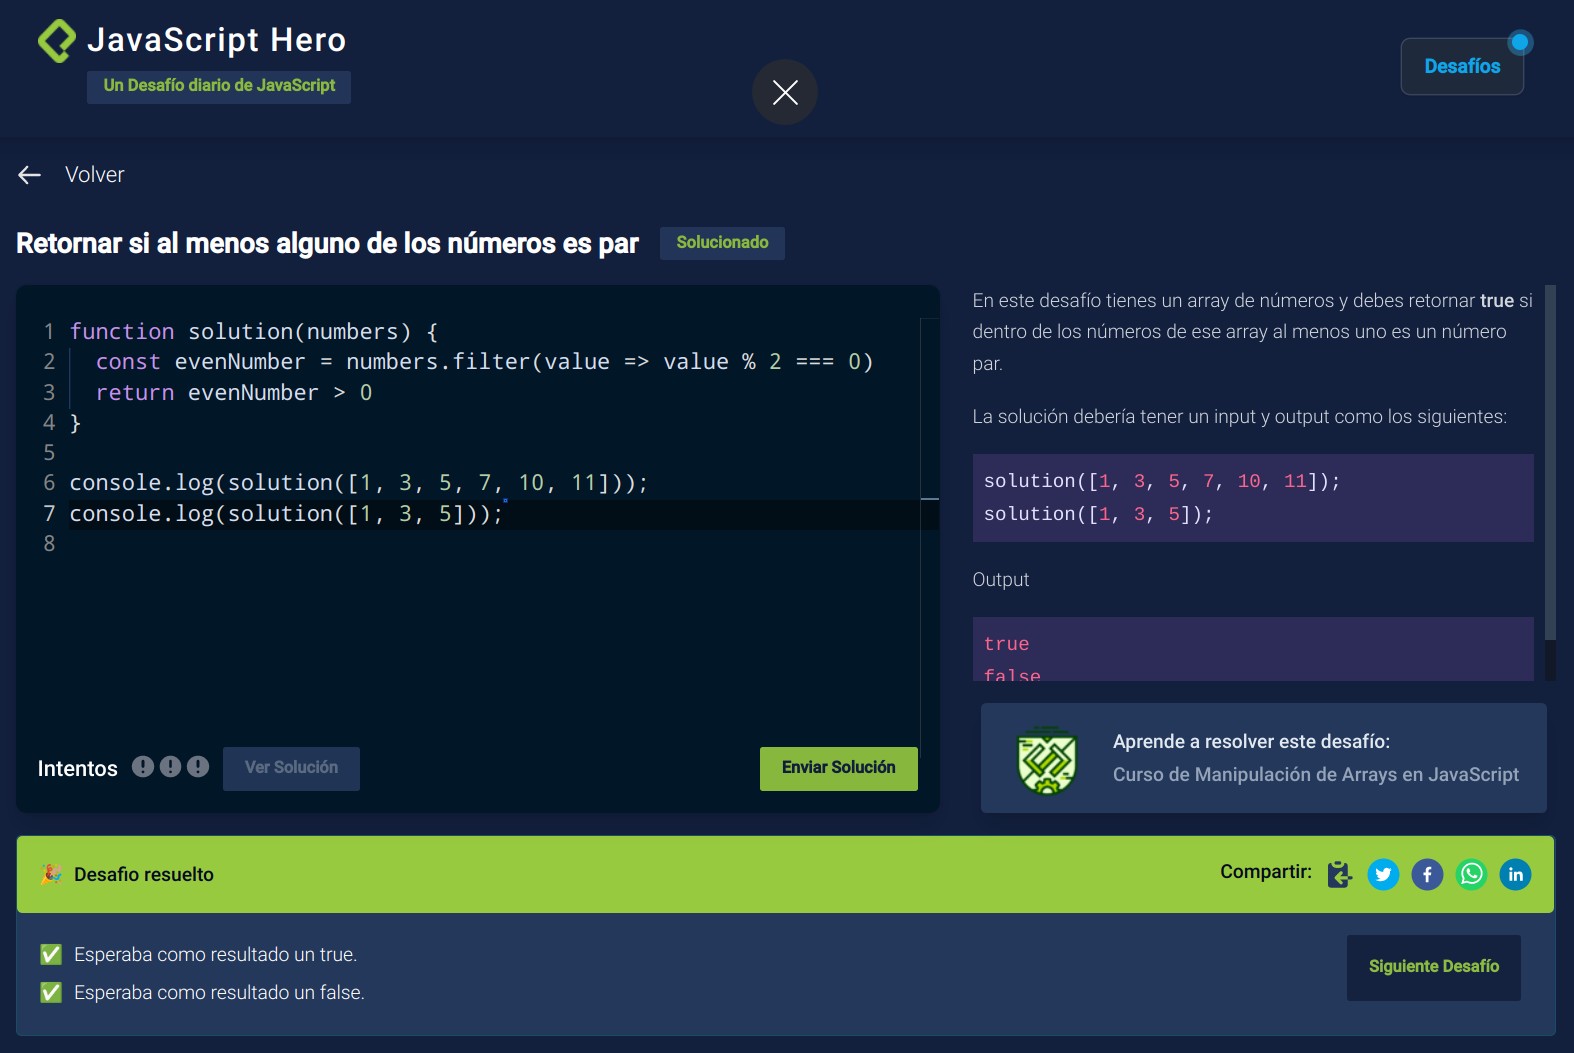 JavaScript Hero
Un Desafío diario de JavaScript
Desafíos
Volver
Retornar si al menos alguno de los números es par
Solucionado
1 function solution(numbers) {
2   const evenNumber = numbers.filter(value => value % 2 === 0)
3   return evenNumber > 0
4 }
5
6 console.log(solution([1, 3, 5, 7, 10, 11]));
7 console.log(solution([1, 3, 5]));
8
Intentos
Ver Solución
Enviar Solución
En este desafío tienes un array de números y debes retornar true si
dentro de los números de ese array al menos uno es un número
par.
La solución debería tener un input y output como los siguientes:
solution([1, 3, 5, 7, 10, 11]);
solution([1, 3, 5]);
Output
true
false
Aprende a resolver este desafío:
Curso de Manipulación de Arrays en JavaScript
Desafio resuelto
Compartir:
Esperaba como resultado un true.
Esperaba como resultado un false.
Siguiente Desafío